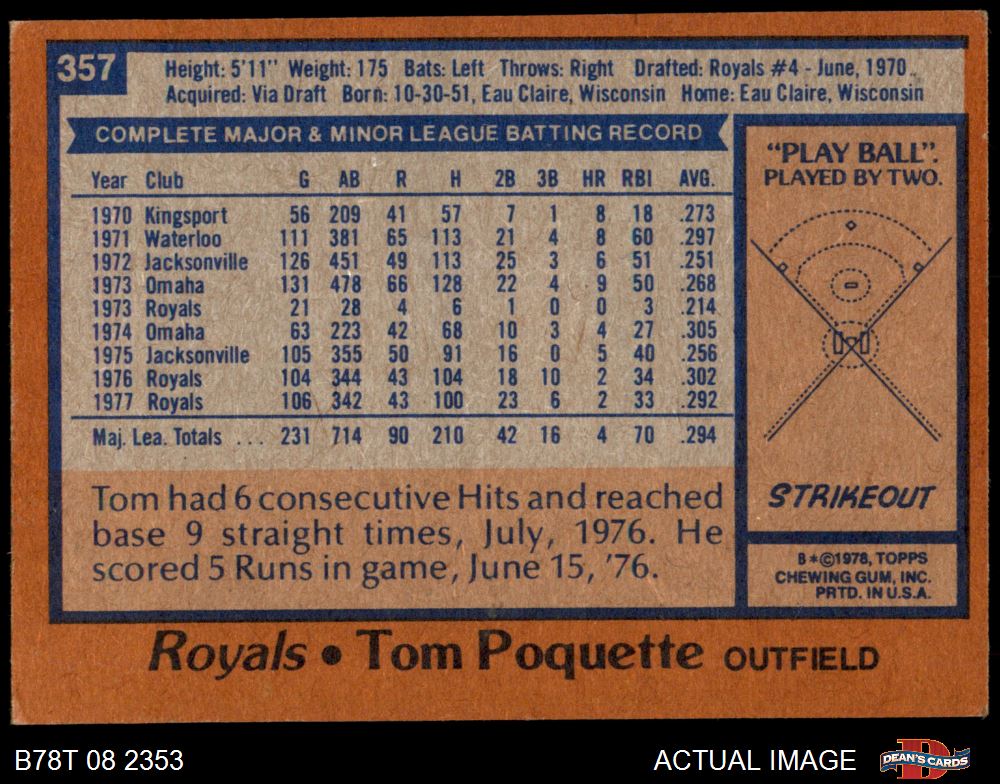 357
Height: 5'11" Weight: 175 Bats: Left Throws: Right Drafted: Royals #4 - June, 1970
Acquired: Via Draft Born: 10-30-51, Eau Claire, Wisconsin Home: Eau Claire, Wisconsin
COMPLETE MAJOR & MINOR LEAGUE BATTING RECORD
Year Club G AB R H 2B 3B HR RBI AVG.
1970 Kingsport 56 209 41 57 7 1 8 18 .273
1971 Waterloo 111 381 65 113 21 4 8 60 .297
1972 Jacksonville 126 451 49 113 25 3 6 51 .251
1973 Omaha 131 478 66 128 22 4 9 50 .268
1973 Royals 21 28 4 6 1 0 0 3 .214
1974 Omaha 63 223 42 68 10 3 4 27 .305
1975 Jacksonville 105 355 50 91 16 0 5 40 .256
1976 Royals 104 344 43 104 18 10 2 34 .302
1977 Royals 106 342 43 100 23 6 2 33 .292
Maj. Lea. Totals ... 231 714 90 210 42 16 4 70 .294
Tom had 6 consecutive Hits and reached
base 9 straight times, July, 1976. He
scored 5 Runs in game, June 15, '76.
"PLAY BALL".
PLAYED BY TWO.
STRIKEOUT
B*©1978, TOPPS
CHEWING GUM, INC.
PRTD. IN U.S.A.
Royals • Tom Poquette OUTFIELD
B78T 08 2353
ACTUAL IMAGE
D
DEAN'S CARDS